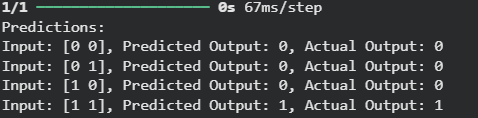 1/1 ━━━━━━━━━━━━━━━━━━━━ 0s 67ms/step
Predictions:
Input: [0 0], Predicted Output: 0, Actual Output: 0
Input: [0 1], Predicted Output: 0, Actual Output: 0
Input: [1 0], Predicted Output: 0, Actual Output: 0
Input: [1 1], Predicted Output: 1, Actual Output: 1